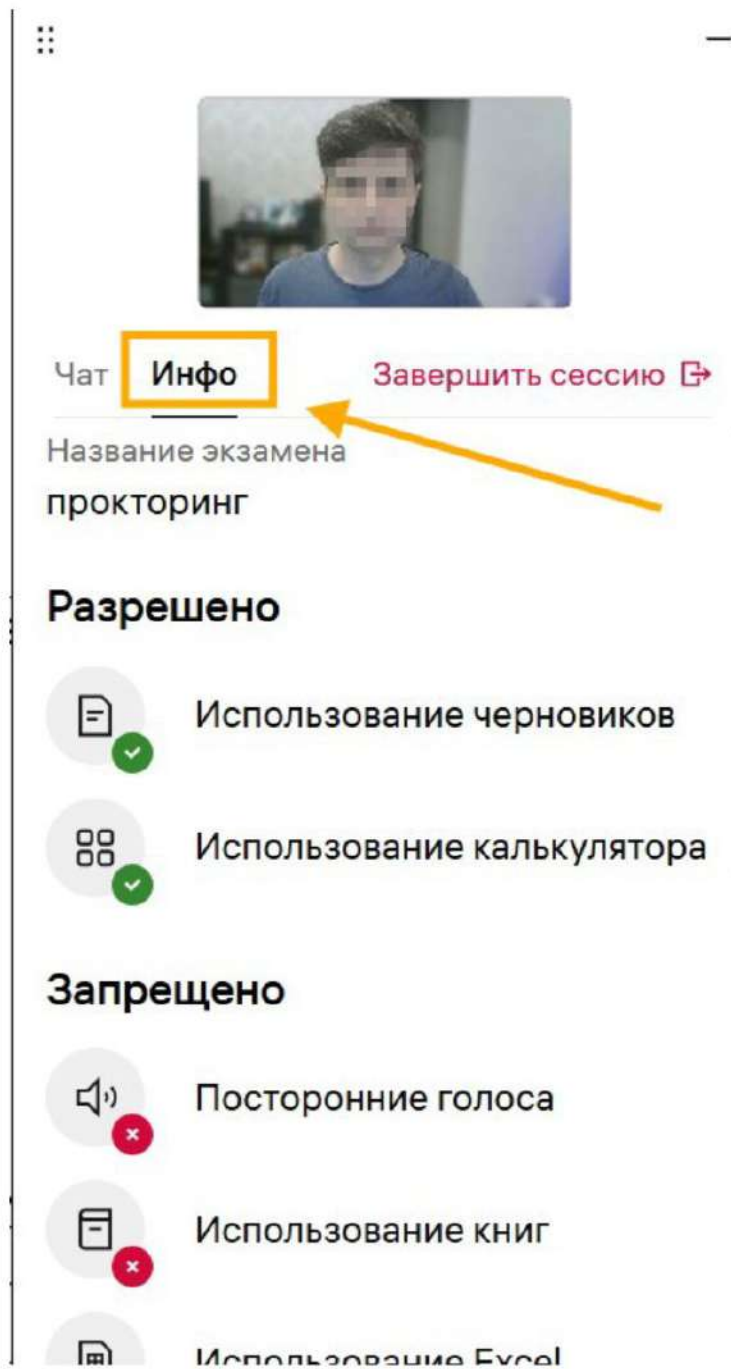 Чат Инфо Завершить сессию
Название экзамена
прокторинг
Разрешено
Использование черновиков
Использование калькулятора
Запрещено
Посторонние голоса
Использование книг
Использование Excel